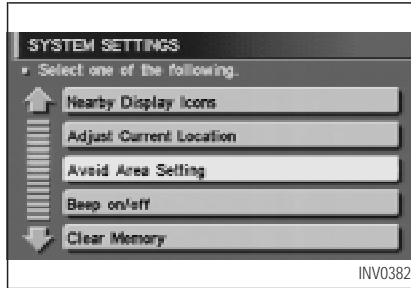 SYSTEM SETTINGS
Select one of the following.
Nearby Display Icons
Adjust Current Location
Avoid Area Setting
Beep on/off
Clear Memory
INV0382